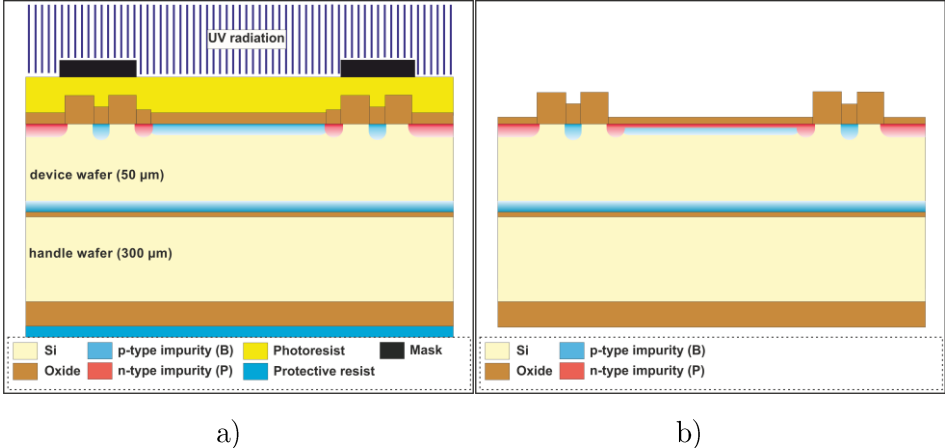 UV radiation
device wafer (50 µm)
handle wafer (300 µm)
Si p-type impurity (B) Photoresist Mask
Oxide n-type impurity (P) Protective resist
Si p-type impurity (B)
Oxide n-type impurity (P)
a) b)